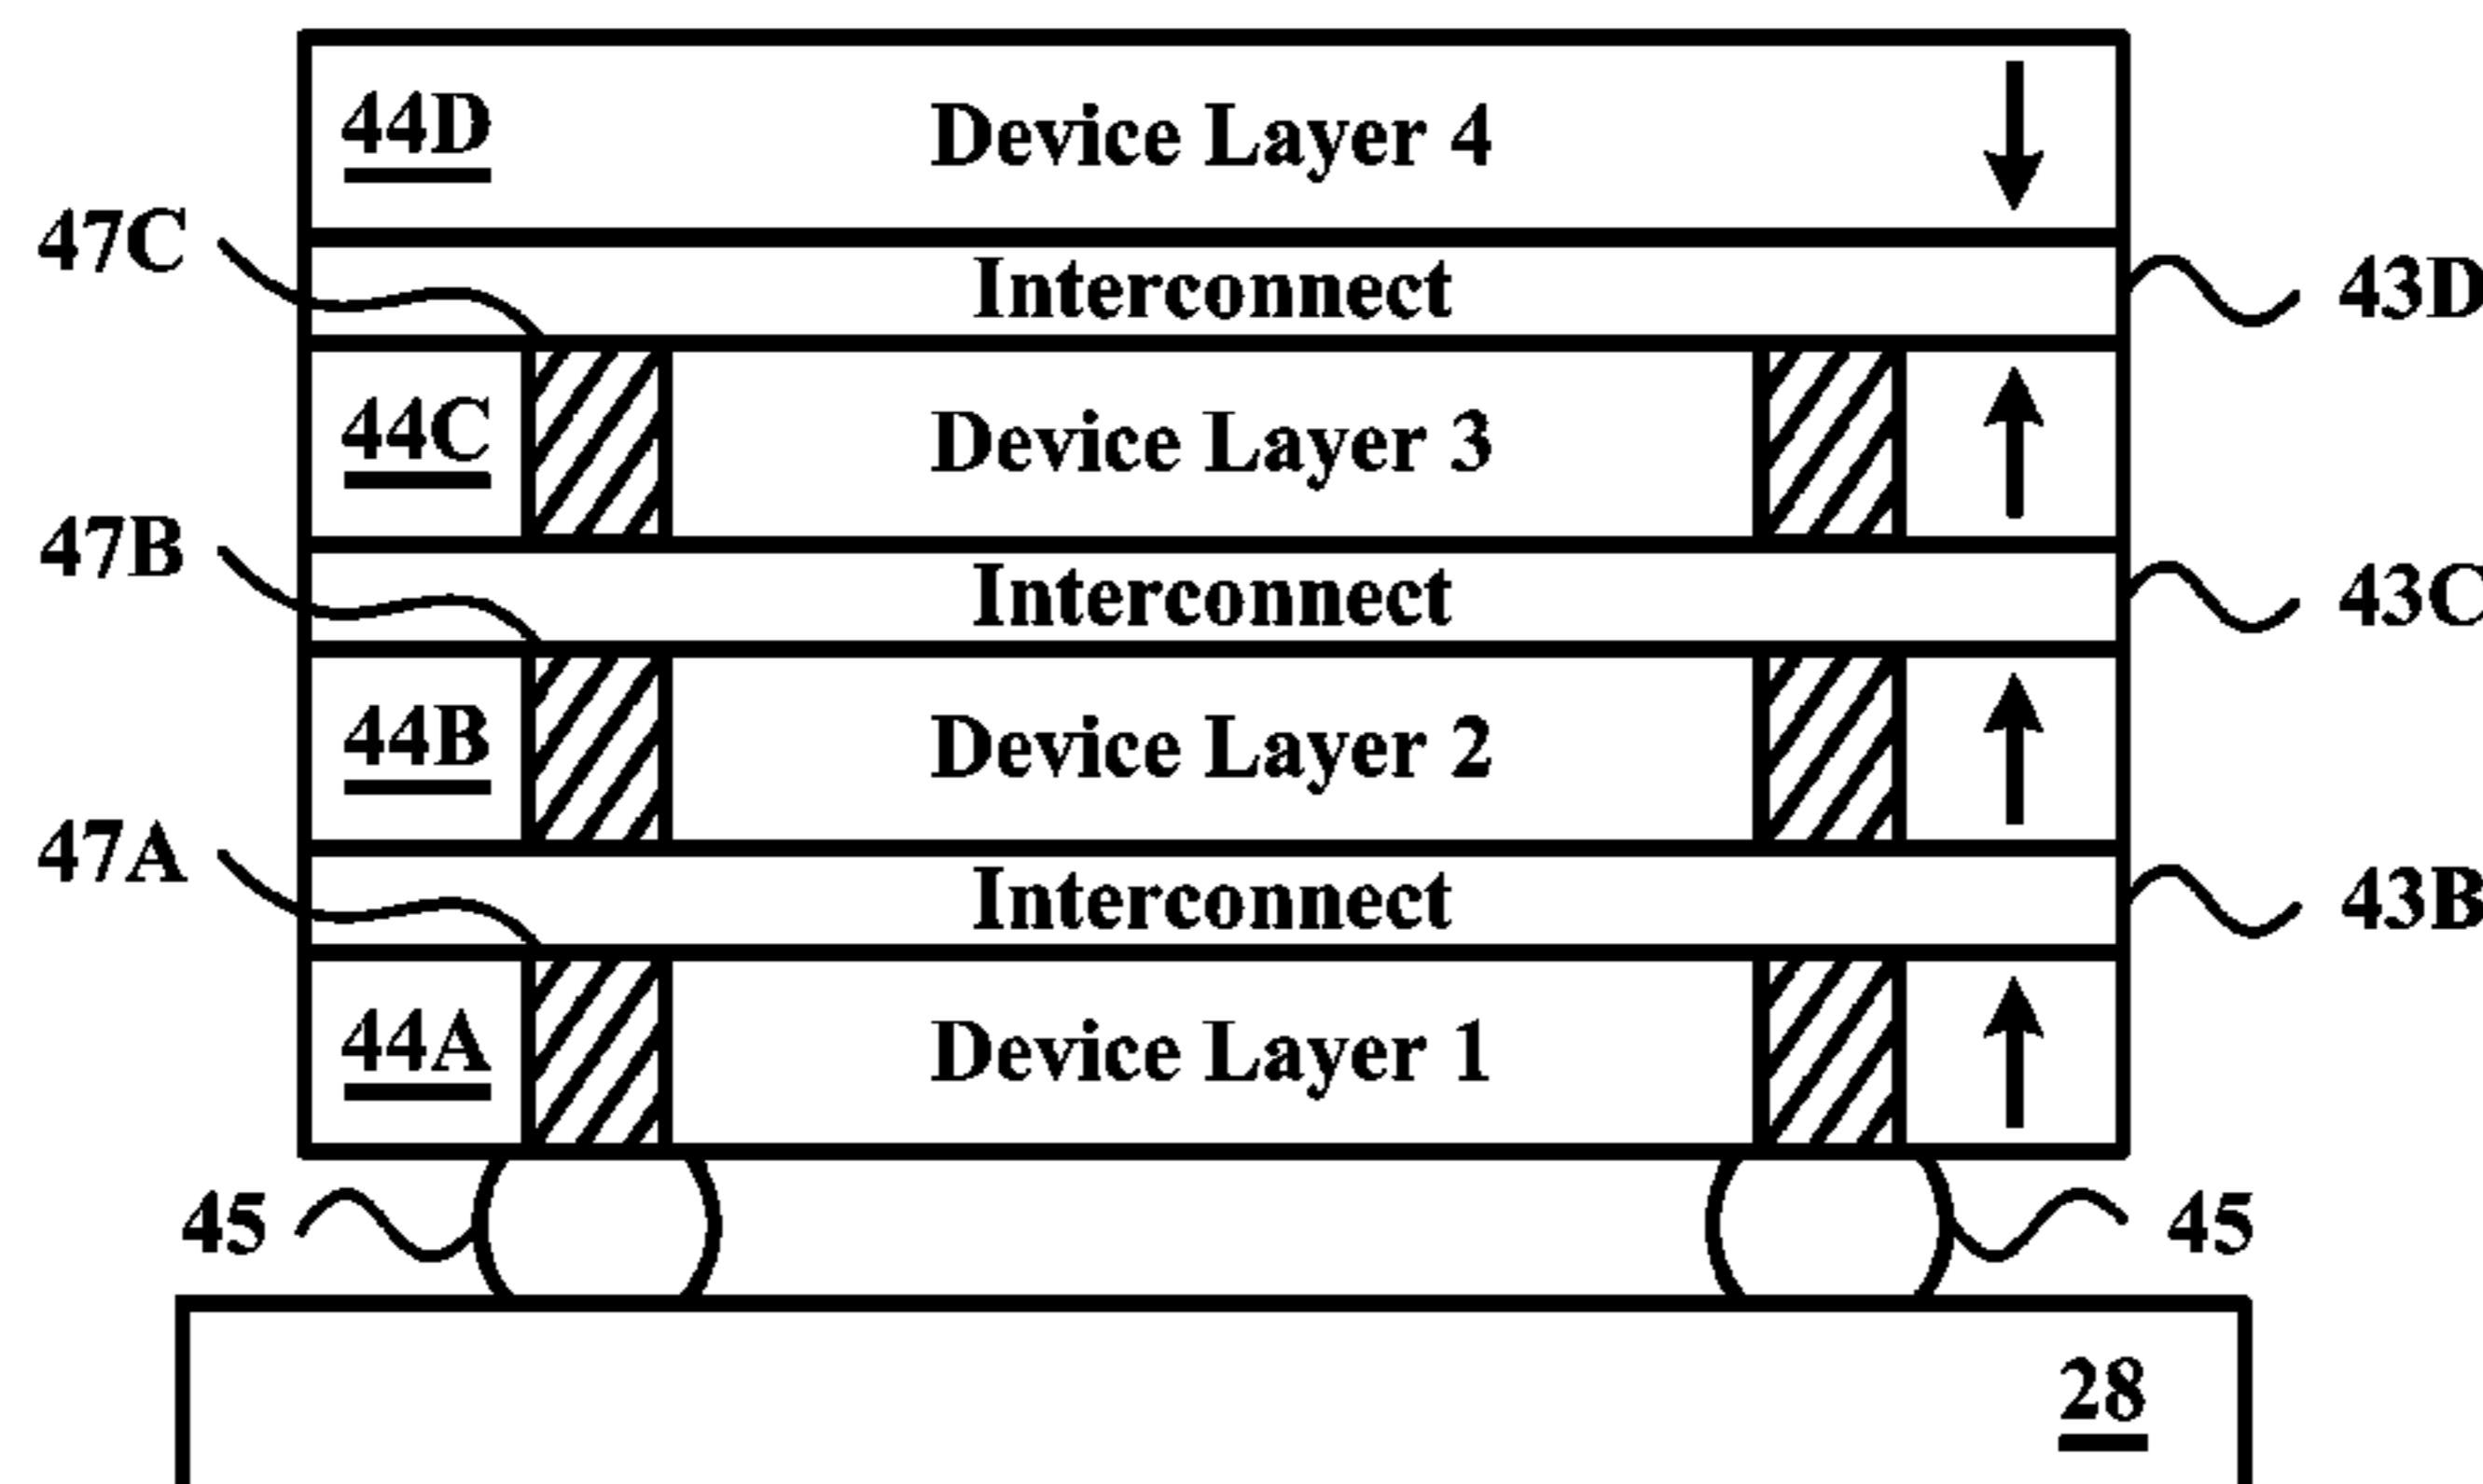 44D Device Layer 4
47C
Interconnect 43D
44C Device Layer 3
47B
Interconnect 43C
44B Device Layer 2
47A
Interconnect 43B
44A Device Layer 1
45 45
28